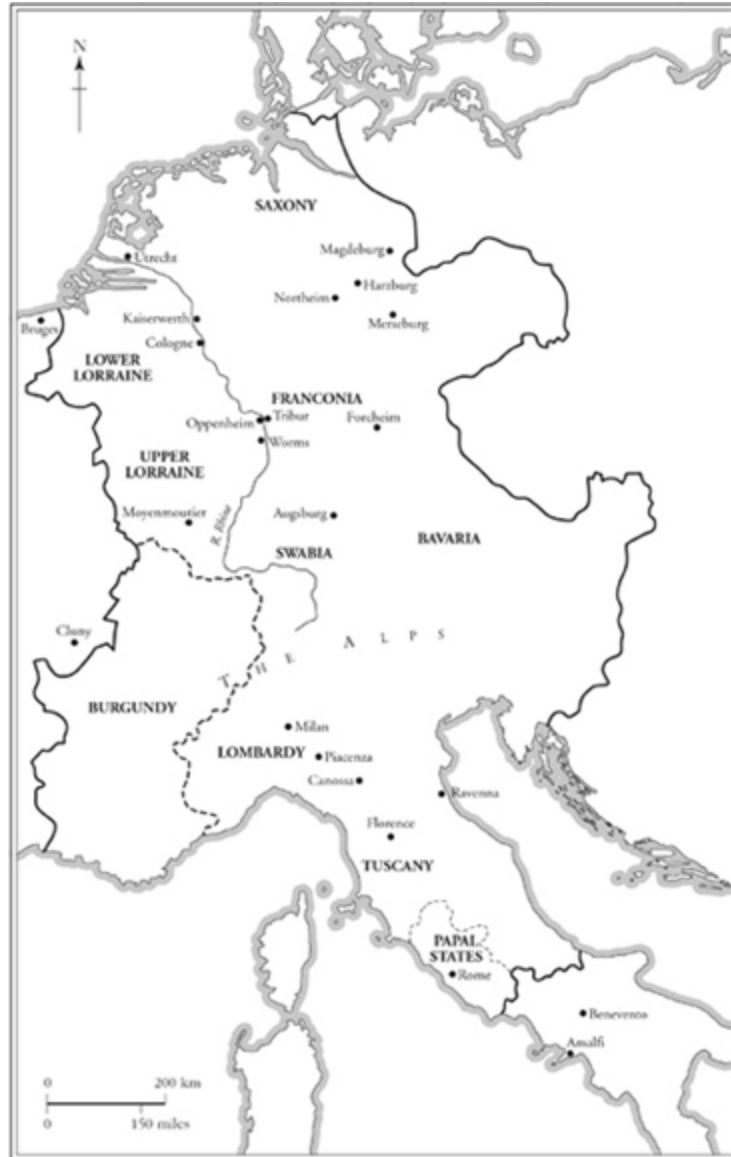 N
SAXONY
Magdeburg
Utrecht
Harzburg
Northeim
Merseburg
Kaiserwerth
Bruges
Cologne
LOWER
LORRAINE
FRANCONIA
Tribur
Oppenheim
Forcheim
Worms
UPPER
LORRAINE
Moyenmoutier
R. Rhine
Augsburg
BAVARIA
SWABIA
Cluny
THE ALPS
BURGUNDY
Milan
LOMBARDY
Piacenza
Canossa
Ravenna
Florence
TUSCANY
PAPAL
STATES
Rome
Benevento
Amalfi
0 200 km
0 150 miles